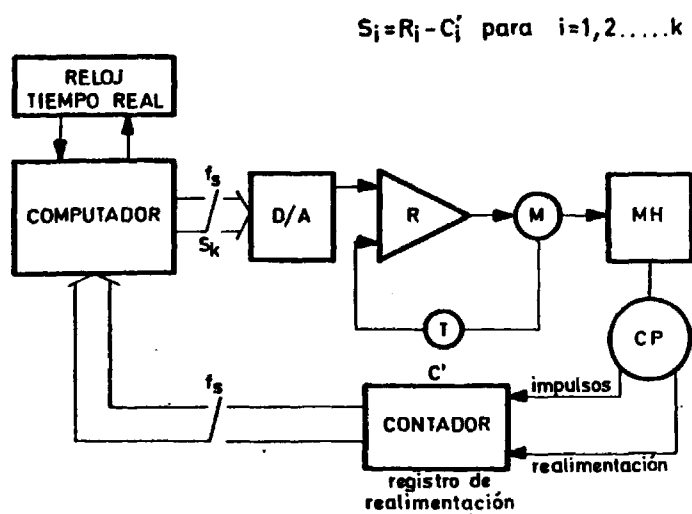 Si=Ri-C'i para i=1,2.....k
RELOJ
TIEMPO REAL
COMPUTADOR
fs
Sk
D/A
R
M
MH
T
CP
C'
fs
impulsos
CONTADOR
realimentación
registro de
realimentación